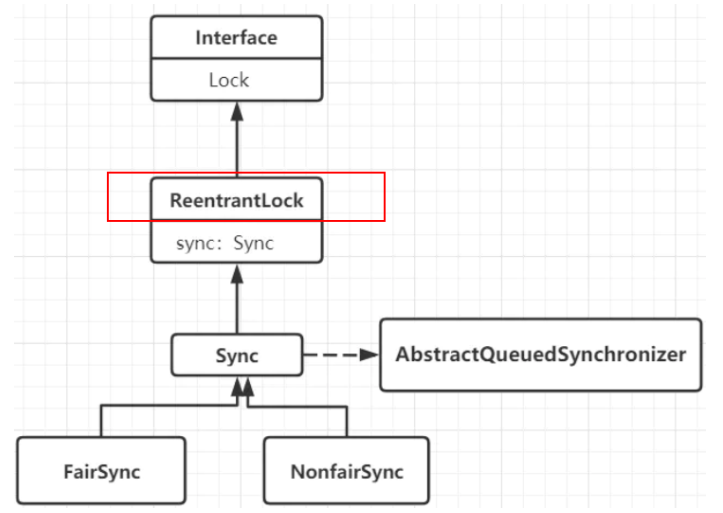 Interface
Lock
ReentrantLock
sync: Sync
Sync
AbstractQueuedSynchronizer
FairSync
NonfairSync